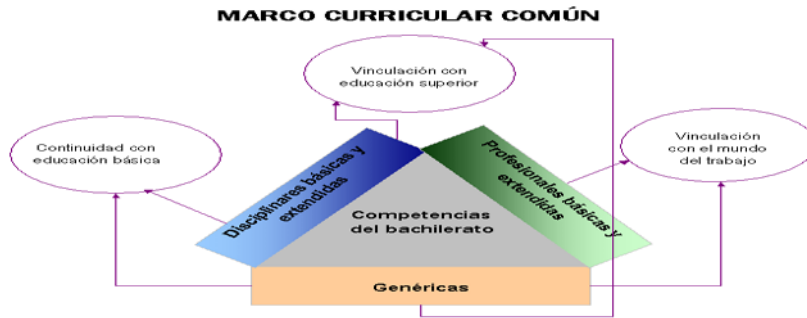 MARCO CURRICULAR COMÚN
Vinculación con
educación superior
Continuidad con
educación básica
Vinculación
con el mundo
del trabajo
Disciplinares básicas y
extendidas
Profesionales básicas y
extendidas
Competencias
del bachilerato
Genéricas